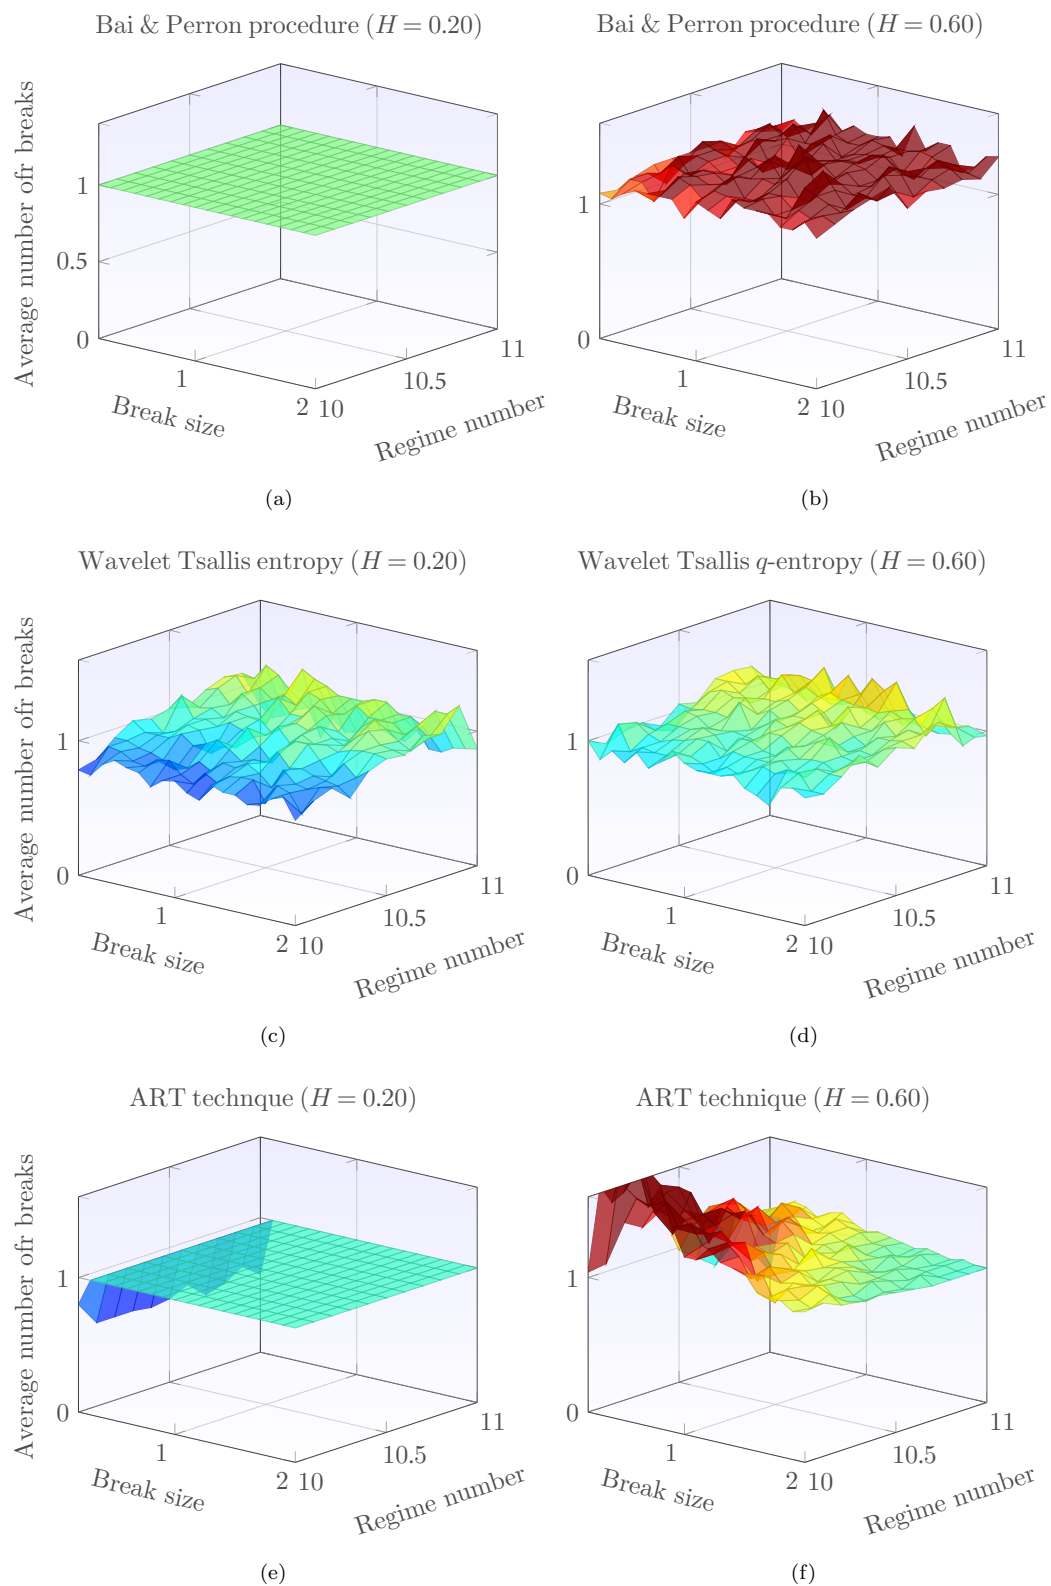 Bai & Perron procedure (H = 0.20)
Bai & Perron procedure (H = 0.60)
Average number ofr breaks
1
0.5
0
1
2
10
10.5
11
Break size
Regime number
1
0
1
2
10
10.5
11
Break size
Regime number
(a)
(b)
Wavelet Tsallis entropy (H = 0.20)
Wavelet Tsallis q-entropy (H = 0.60)
Average number ofr breaks
1
0
1
2
10
10.5
11
Break size
Regime number
1
0
1
2
10
10.5
11
Break size
Regime number
(c)
(d)
ART technque (H = 0.20)
ART technique (H = 0.60)
Average number ofr breaks
1
0
1
2
10
10.5
11
Break size
Regime number
1
0
1
2
10
10.5
11
Break size
Regime number
(e)
(f)